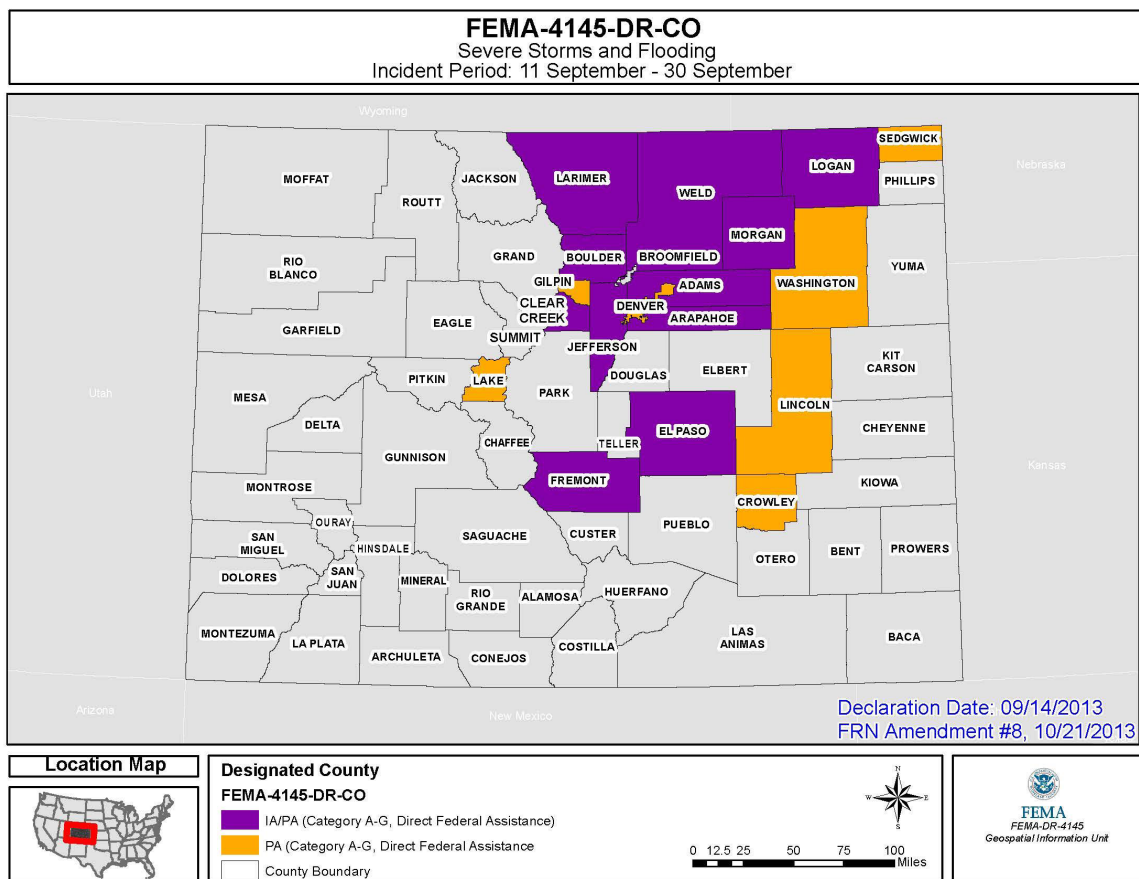 FEMA-4145-DR-CO
Severe Storms and Flooding
Incident Period: 11 September - 30 September
Wyoming
Nebraska
Utah
Kansas
Arizona
New Mexico
MOFFAT
ROUTT
JACKSON
LARIMER
WELD
LOGAN
SEDGWICK
PHILLIPS
MORGAN
RIO
BLANCO
GRAND
BOULDER
BROOMFIELD
WASHINGTON
YUMA
GILPIN
ADAMS
CLEAR
CREEK
DENVER
ARAPAHOE
GARFIELD
EAGLE
SUMMIT
JEFFERSON
DOUGLAS
ELBERT
KIT
CARSON
PITKIN
LAKE
PARK
LINCOLN
MESA
DELTA
CHAFFEE
TELLER
EL PASO
CHEYENNE
GUNNISON
FREMONT
MONTROSE
CROWLEY
KIOWA
OURAY
SAN
MIGUEL
HINSDALE
SAGUACHE
CUSTER
PUEBLO
OTERO
BENT
PROWERS
DOLORES
SAN
JUAN
MINERAL
RIO
GRANDE
ALAMOSA
HUERFANO
MONTEZUMA
LA PLATA
ARCHULETA
CONEJOS
COSTILLA
LAS
ANIMAS
BACA
Declaration Date: 09/14/2013
FRN Amendment #8, 10/21/2013
Location Map
Designated County
FEMA-4145-DR-CO
IA/PA (Category A-G, Direct Federal Assistance)
PA (Category A-G, Direct Federal Assistance
County Boundary
N
W
E
S
0 12.5 25 50 75 100
Miles
FEMA
FEMA-DR-4145
Geospatial Information Unit